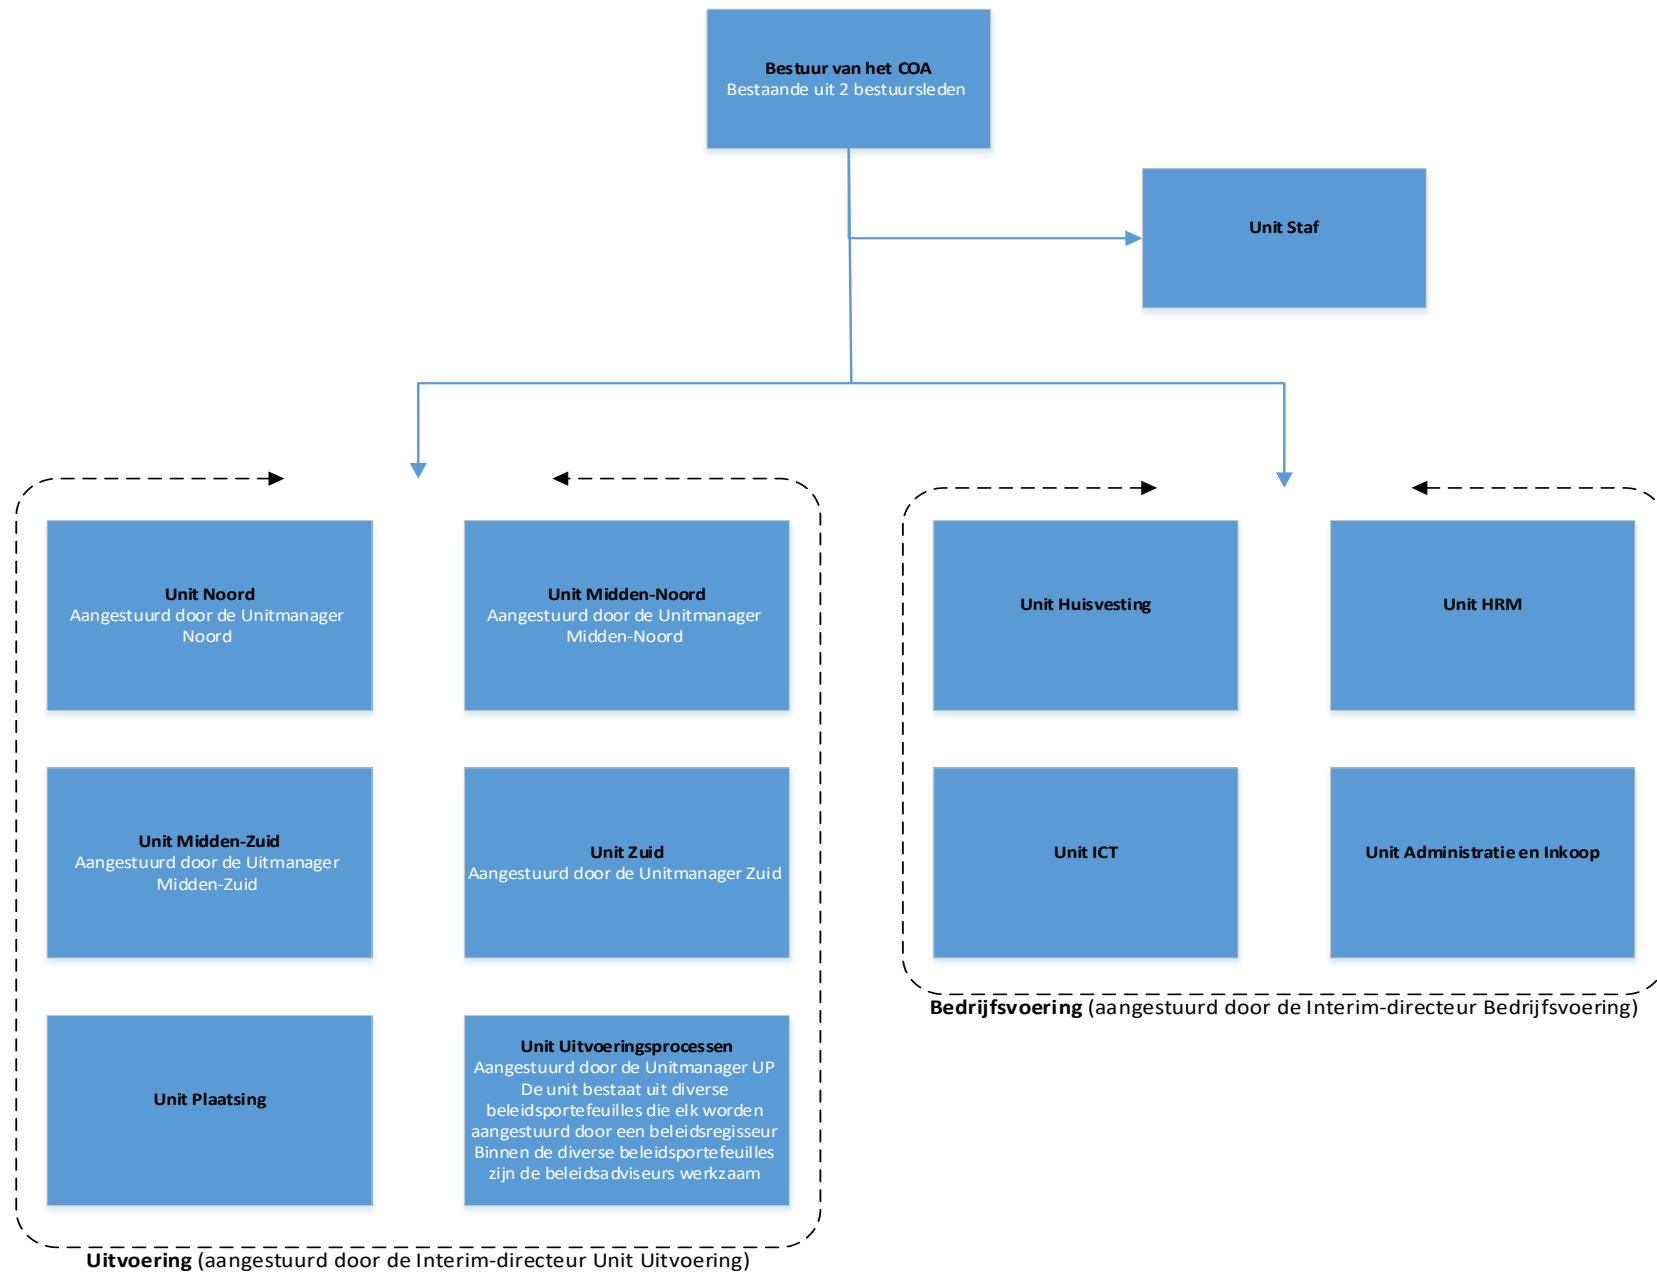 Bestuur van het COA
Bestaande uit 2 bestuursleden
Unit Staf
Unit Noord
Aangestuurd door de Unitmanager
Noord
Unit Midden-Noord
Aangestuurd door de Unitmanager
Midden-Noord
Unit Huisvesting
Unit HRM
Unit Midden-Zuid
Aangestuurd door de Uitmanager
Midden-Zuid
Unit Zuid
Aangestuurd door de Unitmanager Zuid
Unit ICT
Unit Administratie en Inkoop
Bedrijfsvoering (aangestuurd door de Interim-directeur Bedrijfsvoering)
Unit Plaatsing
Unit Uitvoeringsprocessen
Aangestuurd door de Unitmanager UP
De unit bestaat uit diverse
beleidsportefeuilles die elk worden
aangestuurd door een beleidsregisseur
Binnen de diverse beleidsportefeuilles
zijn de beleidsadviseurs werkzaam
Uitvoering (aangestuurd door de Interim-directeur Unit Uitvoering)